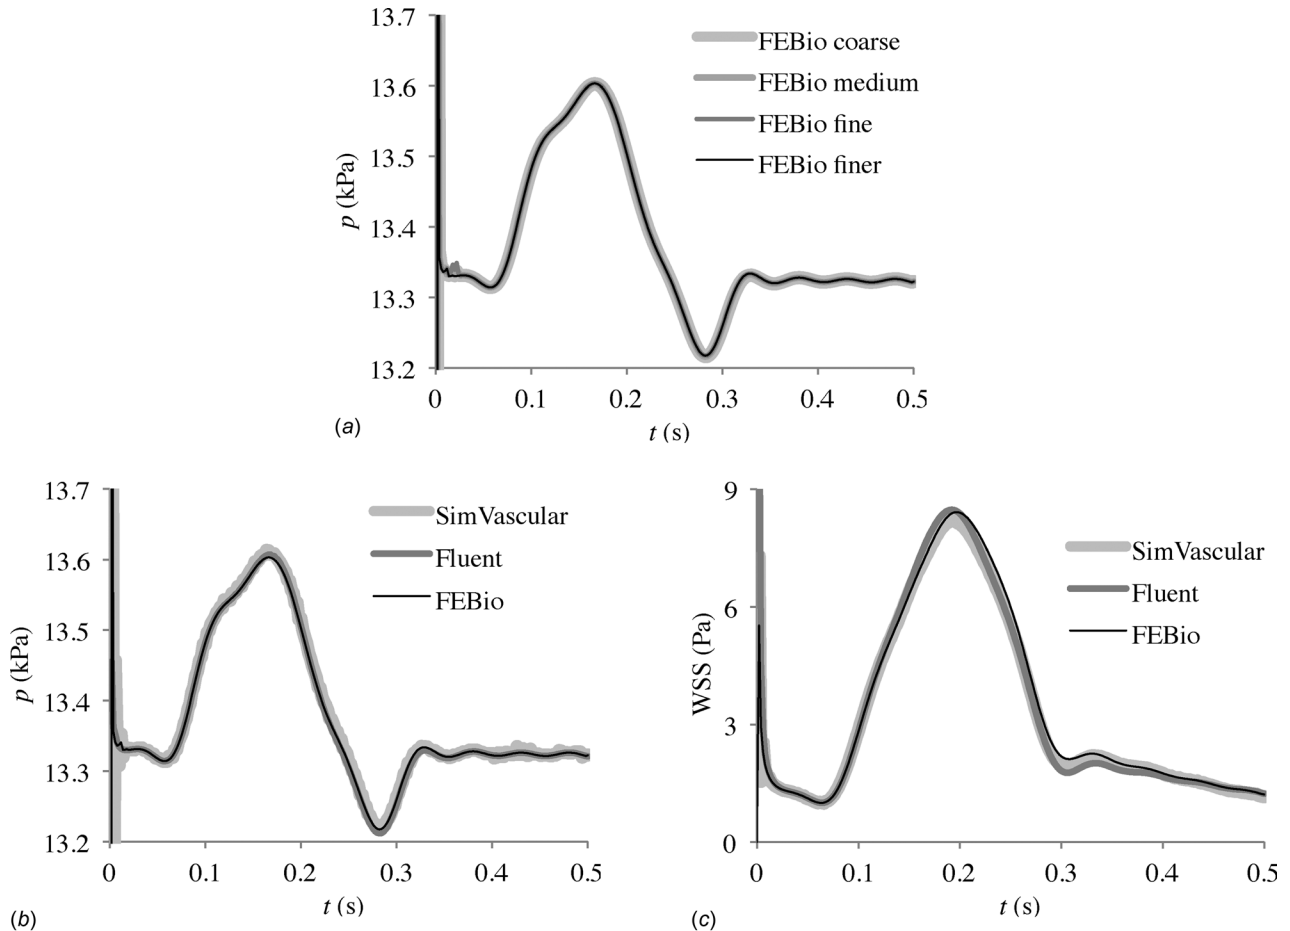 13.7
FEBio coarse
13.6
FEBio medium
FEBio fine
13.5
FEBio finer
p (kPa)
13.4
13.3
13.2
0 0.1 0.2 0.3 0.4 0.5
(a)
t (s)
13.7
SimVascular
13.6
Fluent
FEBio
13.5
p (kPa)
13.4
13.3
13.2
0 0.1 0.2 0.3 0.4 0.5
t (s)
(b)
9
SimVascular
Fluent
6
FEBio
WSS (Pa)
3
0
0 0.1 0.2 0.3 0.4 0.5
t (s)
(c)